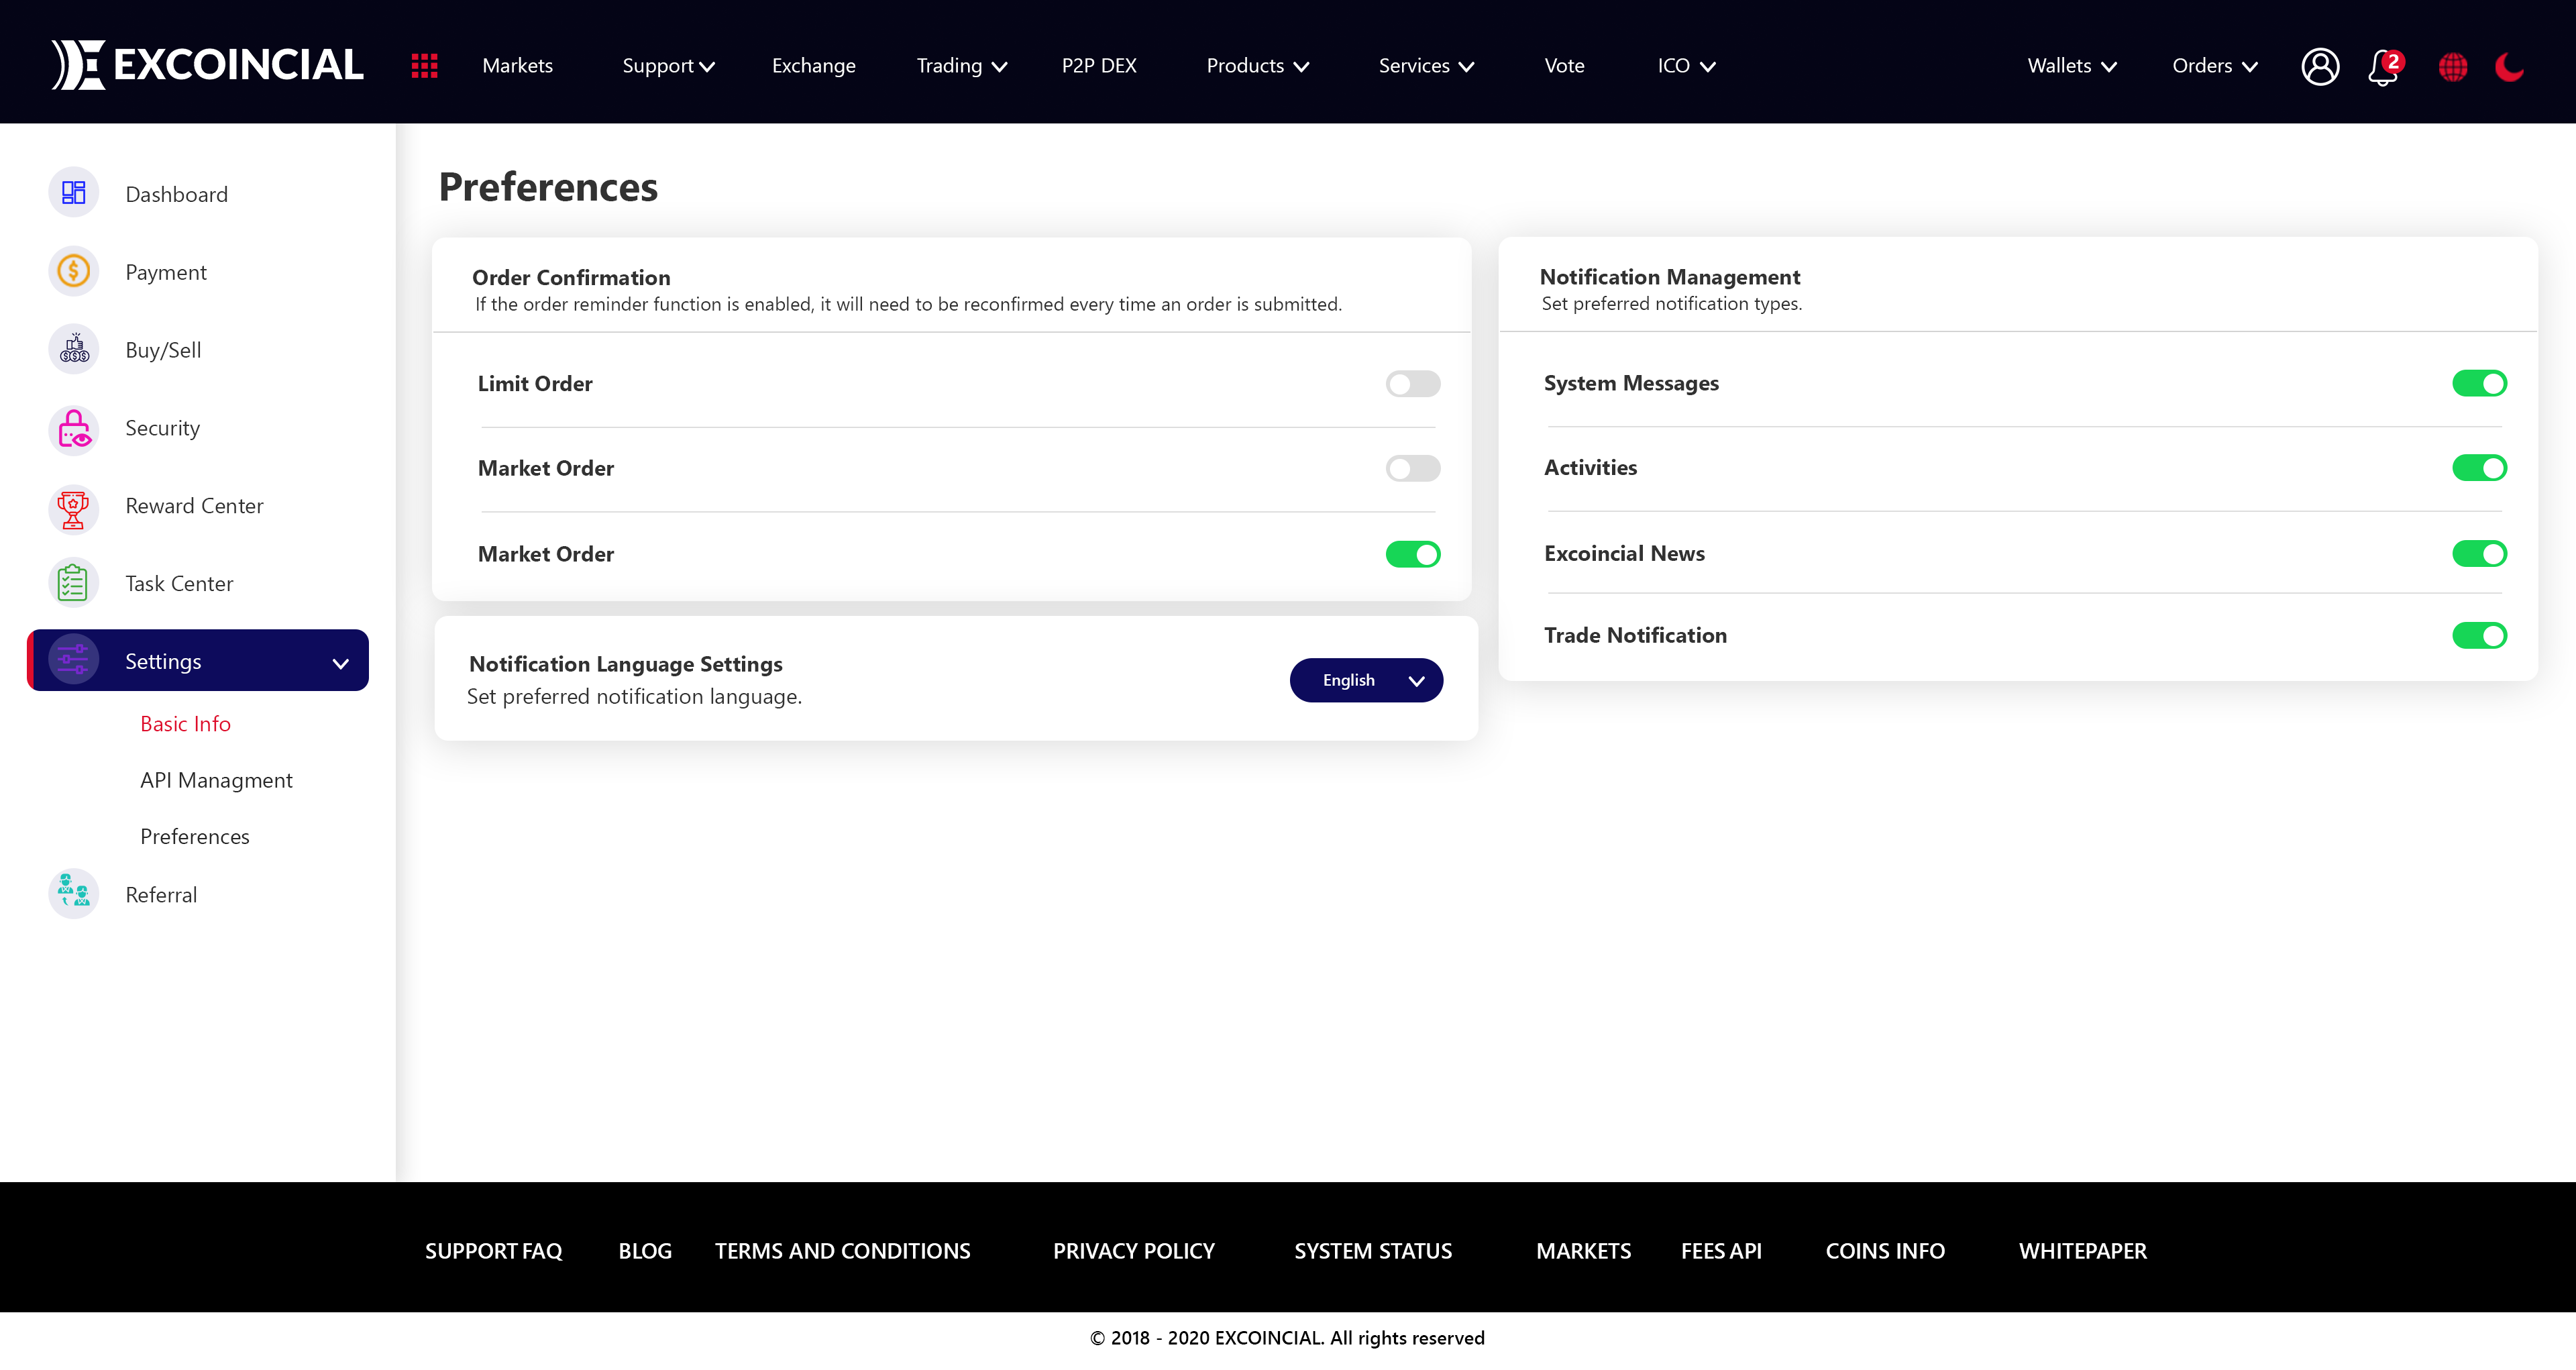 EXCOINCIAL
Markets
Support
Exchange
Trading
P2P DEX
Products
Services
Vote
ICO
Wallets
Orders
2
Dashboard
Payment
Buy/Sell
Security
Reward Center
Task Center
Settings
Basic Info
API Managment
Preferences
Referral
Preferences
Order Confirmation
If the order reminder function is enabled, it will need to be reconfirmed every time an order is submitted.
Limit Order
Market Order
Market Order
Notification Language Settings
Set preferred notification language.
English
Notification Management
Set preferred notification types.
System Messages
Activities
Excoincial News
Trade Notification
SUPPORT FAQ
BLOG
TERMS AND CONDITIONS
PRIVACY POLICY
SYSTEM STATUS
MARKETS
FEES API
COINS INFO
WHITEPAPER
© 2018 - 2020 EXCOINCIAL. All rights reserved